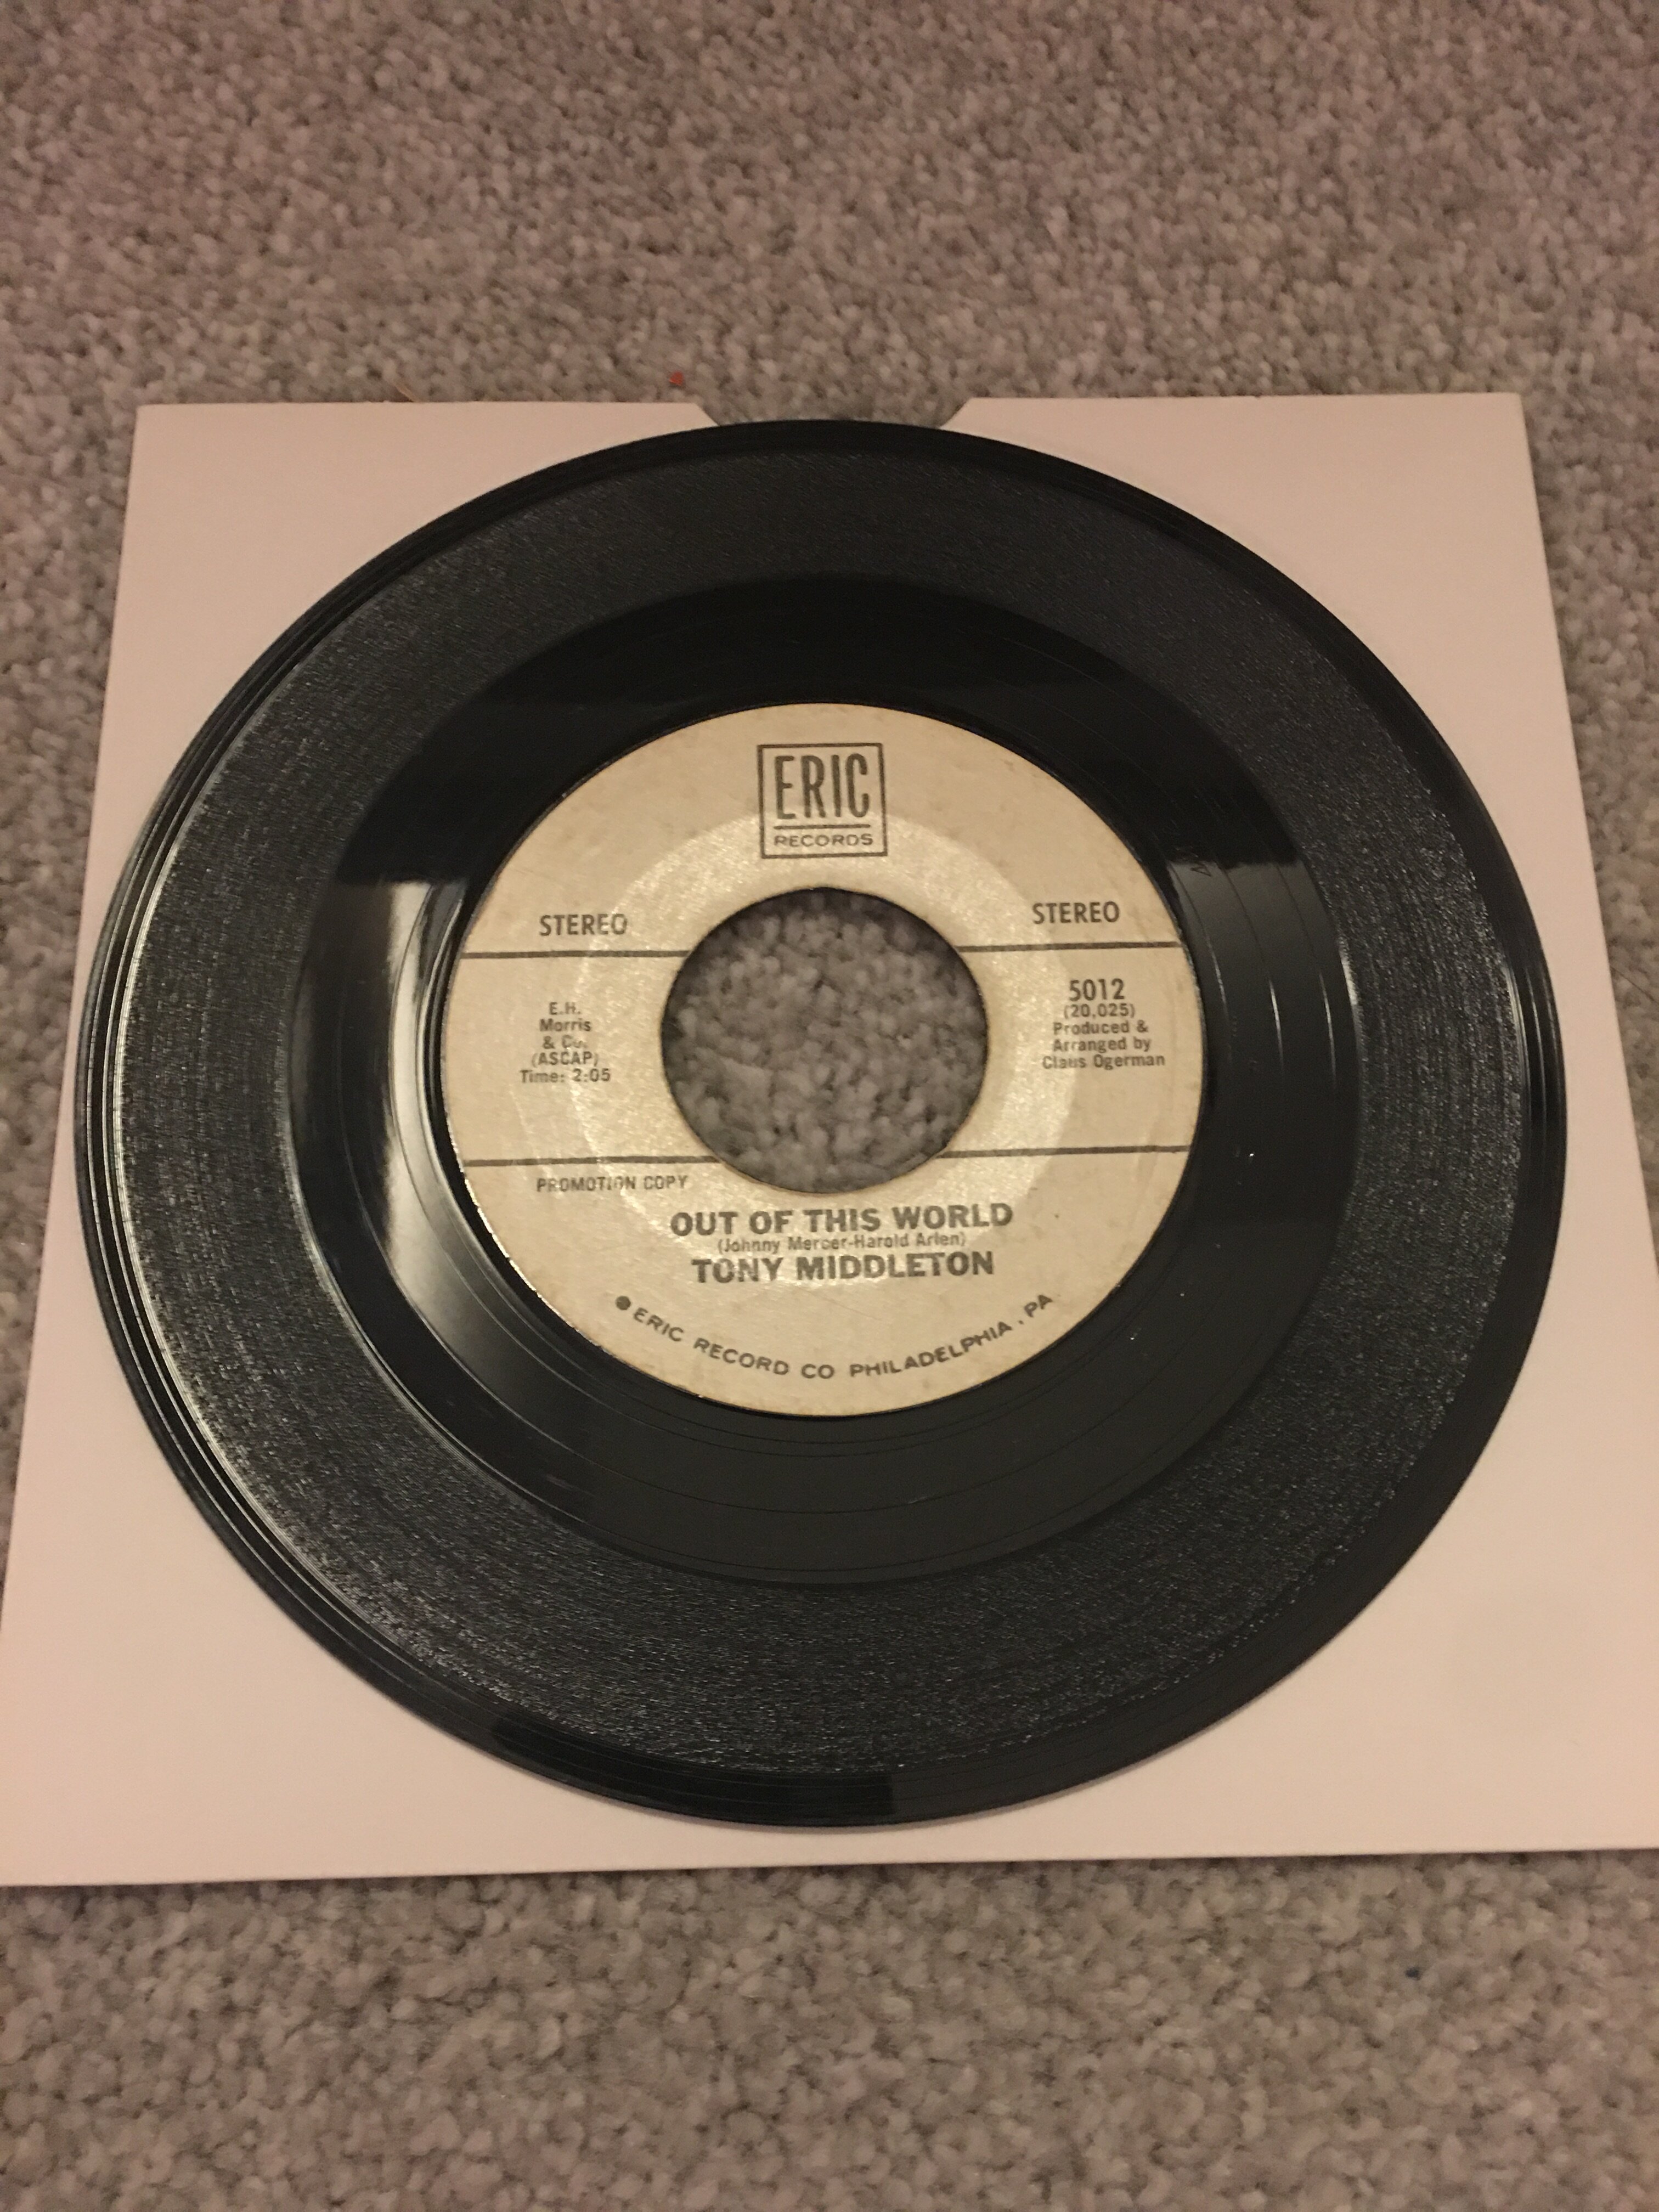 ERIC
RECORDS
STEREO
STEREO
E.H.
Morris
& Co.
(ASCAP)
Time: 2:05
5012
(20,025)
Produced &
Arranged by
Claus Ogerman
PROMOTION COPY
OUT OF THIS WORLD
(Johnny Mercer-Harold Arlen)
TONY MIDDLETON
● ERIC RECORD CO PHILADELPHIA, PA